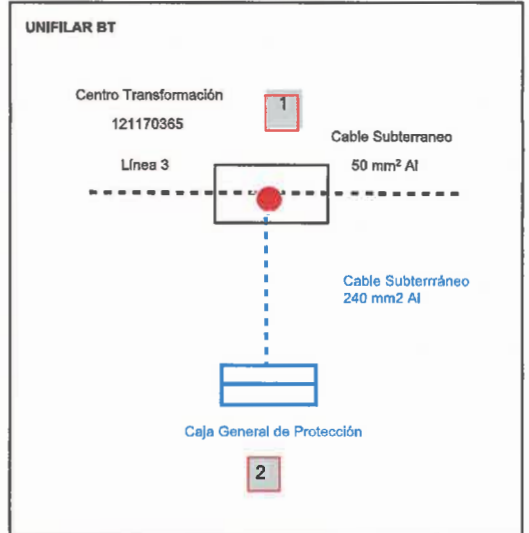 UNIFILAR BT
Centro Transformación
121170365
1
Cable Subterraneo
50 mm² Al
Línea 3
Cable Subterrráneo
240 mm2 Al
Caja General de Protección
2